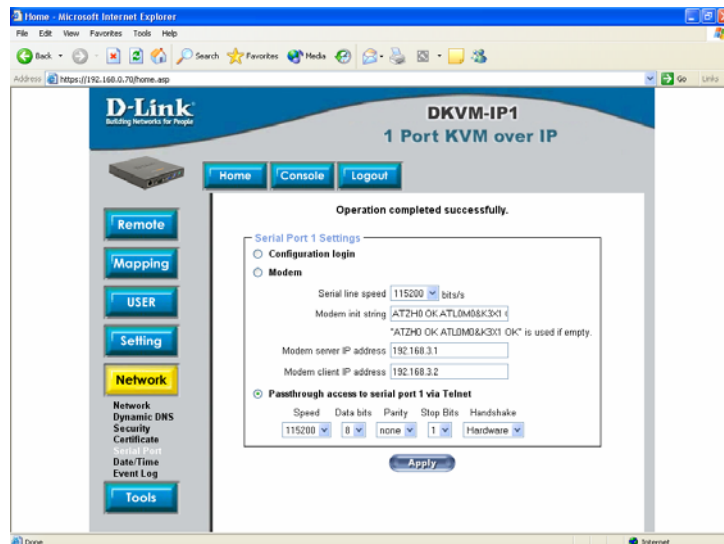 Home - Microsoft Internet Explorer
File Edit View Favorites Tools Help
Back Search Favorites Media
Address https://192.168.0.70/home.asp Go Links
D-Link
Building Networks for People
DKVM-IP1
1 Port KVM over IP
Home Console Logout
Remote
Mapping
USER
Setting
Network
Network
Dynamic DNS
Security
Certificate
Serial Port
Date/Time
Event Log
Tools
Operation completed successfully.
Serial Port 1 Settings
Configuration login
Modem
Serial line speed 115200 bits/s
Modem init string ATZH0 OK ATL0M0&K3X1
"ATZH0 OK ATL0M0&K3X1 OK" is used if empty.
Modem server IP address 192.168.3.1
Modem client IP address 192.168.3.2
Passthrough access to serial port 1 via Telnet
Speed Data bits Parity Stop Bits Handshake
115200 8 none 1 Hardware
Apply
Done Internet